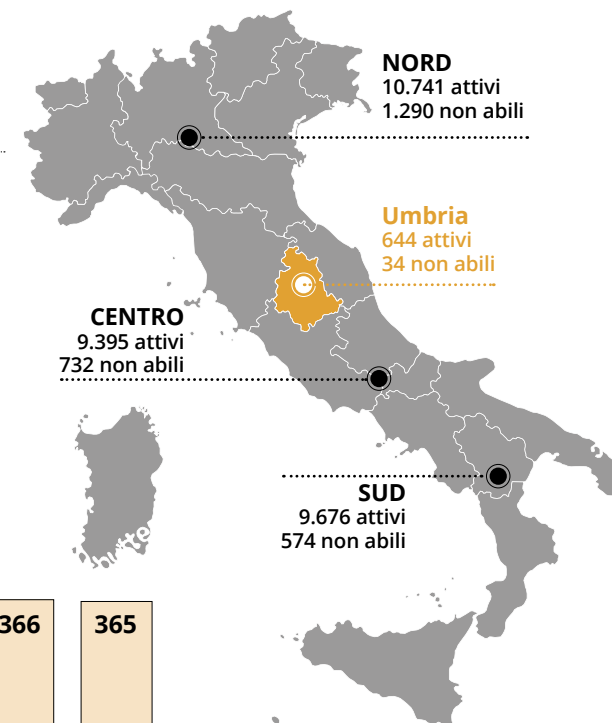 NORD
10.741 attivi
1.290 non abili
Umbria
644 attivi
34 non abili
CENTRO
9.395 attivi
732 non abili
SUD
9.676 attivi
574 non abili
366
365